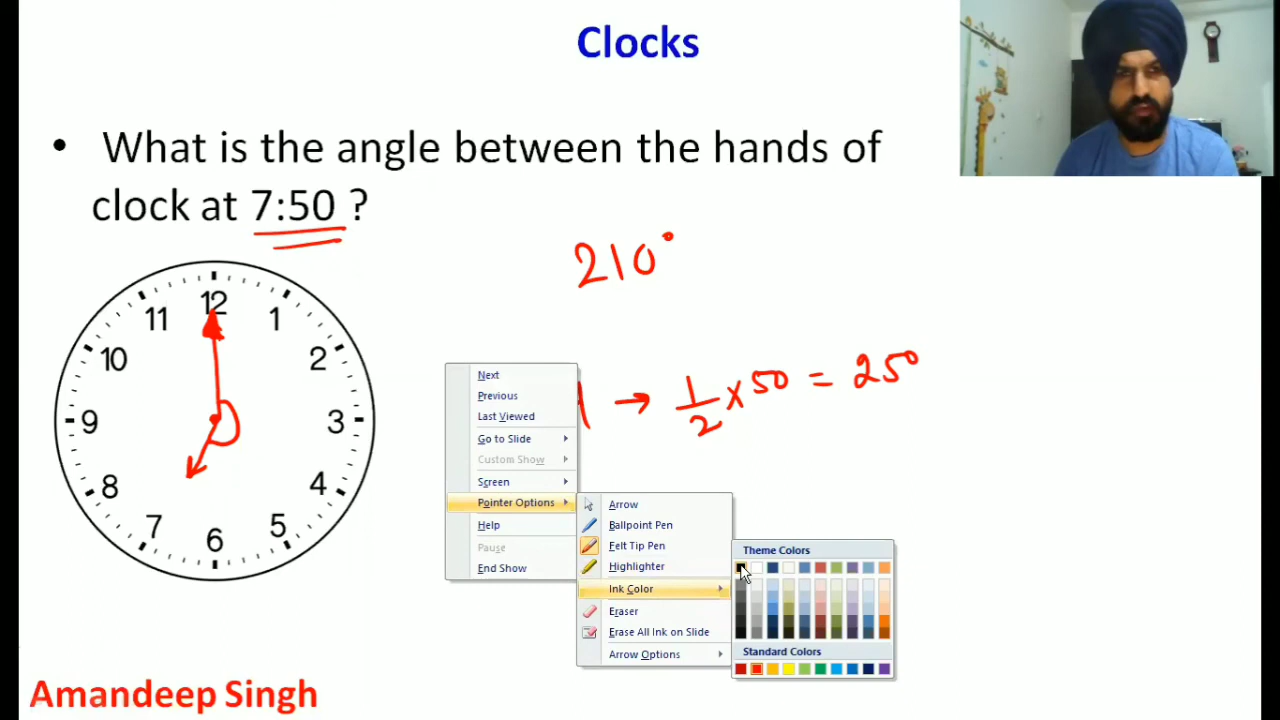 Clocks
• What is the angle between the hands of
clock at 7:50 ?
210°
12
1
2
3
4
5
6
7
8
9
10
11
→ 1/2 × 50 = 25°
Next
Previous
Last Viewed
Go to Slide
Custom Show
Screen
Pointer Options
Help
Pause
End Show
Arrow
Ballpoint Pen
Felt Tip Pen
Highlighter
Ink Color
Eraser
Erase All Ink on Slide
Arrow Options
Theme Colors
Standard Colors
Amandeep Singh